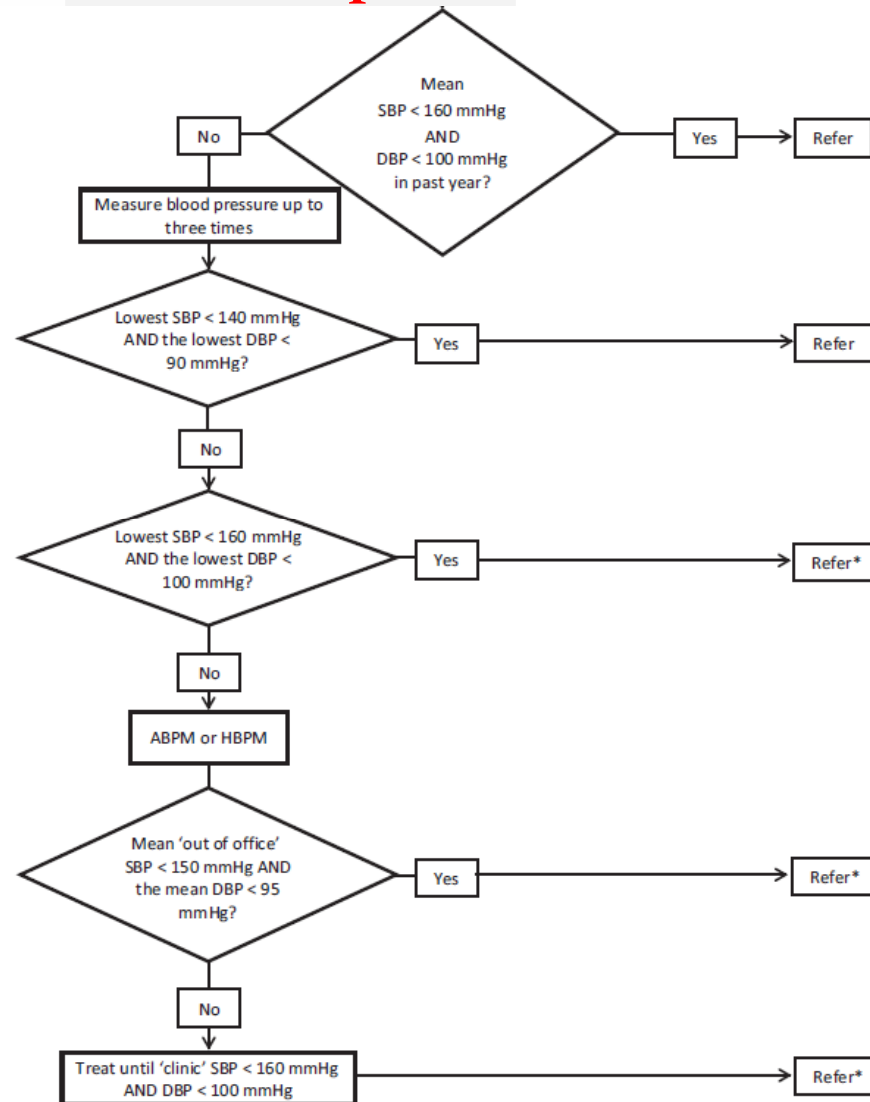 Mean
SBP < 160 mmHg
AND
DBP < 100 mmHg
in past year?
No
Yes
Refer
Measure blood pressure up to
three times
Lowest SBP < 140 mmHg
AND the lowest DBP <
90 mmHg?
Yes
Refer
No
Lowest SBP < 160 mmHg
AND the lowest DBP <
100 mmHg?
Yes
Refer*
No
ABPM or HBPM
Mean ‘out of office’
SBP < 150 mmHg AND
the mean DBP < 95
mmHg?
Yes
Refer*
No
Treat until ‘clinic’ SBP < 160 mmHg
AND DBP < 100 mmHg
Refer*